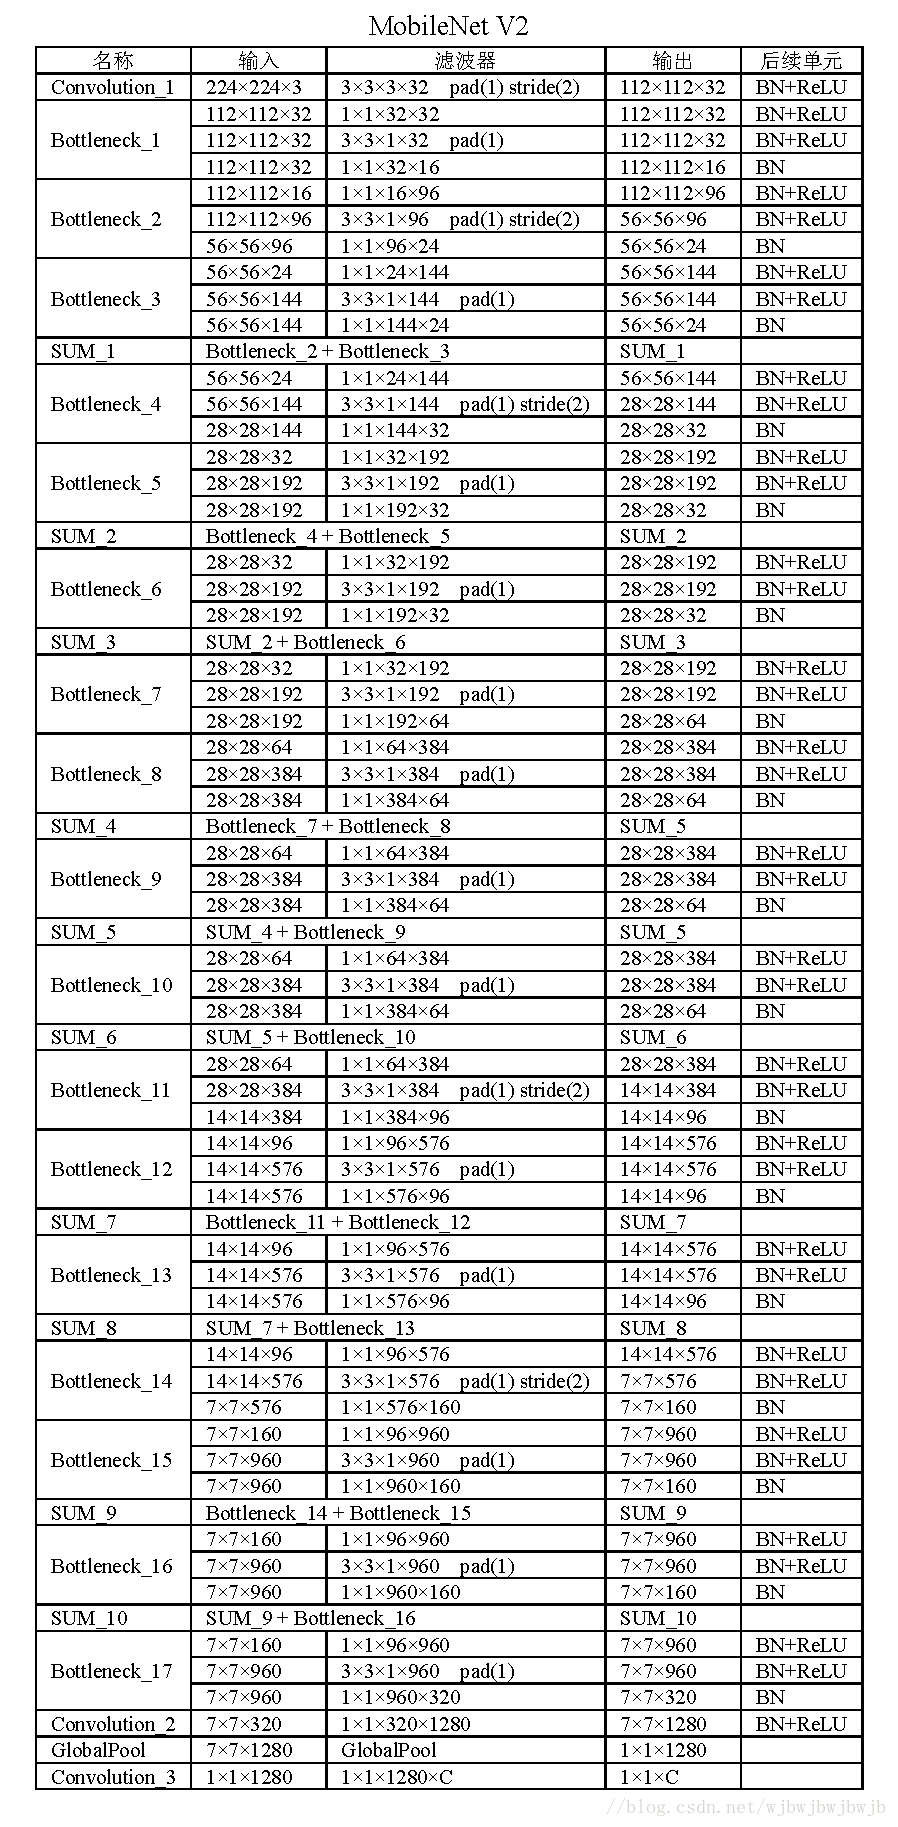 MobileNet V2
名称 输入 滤波器 输出 后续单元
Convolution_1 224×224×3 3×3×3×32 pad(1) stride(2) 112×112×32 BN+ReLU
112×112×32 1×1×32×32 112×112×32 BN+ReLU
Bottleneck_1 112×112×32 3×3×1×32 pad(1) 112×112×32 BN+ReLU
112×112×32 1×1×32×16 112×112×16 BN
112×112×16 1×1×16×96 112×112×96 BN+ReLU
Bottleneck_2 112×112×96 3×3×1×96 pad(1) stride(2) 56×56×96 BN+ReLU
56×56×96 1×1×96×24 56×56×24 BN
56×56×24 1×1×24×144 56×56×144 BN+ReLU
Bottleneck_3 56×56×144 3×3×1×144 pad(1) 56×56×144 BN+ReLU
56×56×144 1×1×144×24 56×56×24 BN
SUM_1 Bottleneck_2 + Bottleneck_3 SUM_1
56×56×24 1×1×24×144 56×56×144 BN+ReLU
Bottleneck_4 56×56×144 3×3×1×144 pad(1) stride(2) 28×28×144 BN+ReLU
28×28×144 1×1×144×32 28×28×32 BN
28×28×32 1×1×32×192 28×28×192 BN+ReLU
Bottleneck_5 28×28×192 3×3×1×192 pad(1) 28×28×192 BN+ReLU
28×28×192 1×1×192×32 28×28×32 BN
SUM_2 Bottleneck_4 + Bottleneck_5 SUM_2
28×28×32 1×1×32×192 28×28×192 BN+ReLU
Bottleneck_6 28×28×192 3×3×1×192 pad(1) 28×28×192 BN+ReLU
28×28×192 1×1×192×32 28×28×32 BN
SUM_3 SUM_2 + Bottleneck_6 SUM_3
28×28×32 1×1×32×192 28×28×192 BN+ReLU
Bottleneck_7 28×28×192 3×3×1×192 pad(1) 28×28×192 BN+ReLU
28×28×192 1×1×192×64 28×28×64 BN
28×28×64 1×1×64×384 28×28×384 BN+ReLU
Bottleneck_8 28×28×384 3×3×1×384 pad(1) 28×28×384 BN+ReLU
28×28×384 1×1×384×64 28×28×64 BN
SUM_4 Bottleneck_7 + Bottleneck_8 SUM_5
28×28×64 1×1×64×384 28×28×384 BN+ReLU
Bottleneck_9 28×28×384 3×3×1×384 pad(1) 28×28×384 BN+ReLU
28×28×384 1×1×384×64 28×28×64 BN
SUM_5 SUM_4 + Bottleneck_9 SUM_5
28×28×64 1×1×64×384 28×28×384 BN+ReLU
Bottleneck_10 28×28×384 3×3×1×384 pad(1) 28×28×384 BN+ReLU
28×28×384 1×1×384×64 28×28×64 BN
SUM_6 SUM_5 + Bottleneck_10 SUM_6
28×28×64 1×1×64×384 28×28×384 BN+ReLU
Bottleneck_11 28×28×384 3×3×1×384 pad(1) stride(2) 14×14×384 BN+ReLU
14×14×384 1×1×384×96 14×14×96 BN
14×14×96 1×1×96×576 14×14×576 BN+ReLU
Bottleneck_12 14×14×576 3×3×1×576 pad(1) 14×14×576 BN+ReLU
14×14×576 1×1×576×96 14×14×96 BN
SUM_7 Bottleneck_11 + Bottleneck_12 SUM_7
14×14×96 1×1×96×576 14×14×576 BN+ReLU
Bottleneck_13 14×14×576 3×3×1×576 pad(1) 14×14×576 BN+ReLU
14×14×576 1×1×576×96 14×14×96 BN
SUM_8 SUM_7 + Bottleneck_13 SUM_8
14×14×96 1×1×96×576 14×14×576 BN+ReLU
Bottleneck_14 14×14×576 3×3×1×576 pad(1) stride(2) 7×7×576 BN+ReLU
7×7×576 1×1×576×160 7×7×160 BN
7×7×160 1×1×96×960 7×7×960 BN+ReLU
Bottleneck_15 7×7×960 3×3×1×960 pad(1) 7×7×960 BN+ReLU
7×7×960 1×1×960×160 7×7×160 BN
SUM_9 Bottleneck_14 + Bottleneck_15 SUM_9
7×7×160 1×1×96×960 7×7×960 BN+ReLU
Bottleneck_16 7×7×960 3×3×1×960 pad(1) 7×7×960 BN+ReLU
7×7×960 1×1×960×160 7×7×160 BN
SUM_10 SUM_9 + Bottleneck_16 SUM_10
7×7×160 1×1×96×960 7×7×960 BN+ReLU
Bottleneck_17 7×7×960 3×3×1×960 pad(1) 7×7×960 BN+ReLU
7×7×960 1×1×960×320 7×7×320 BN
Convolution_2 7×7×320 1×1×320×1280 7×7×1280 BN+ReLU
GlobalPool 7×7×1280 GlobalPool 1×1×1280
Convolution_3 1×1×1280 1×1×1280×C 1×1×C
//blog.csdn.net/wjbwjbwjbwjb